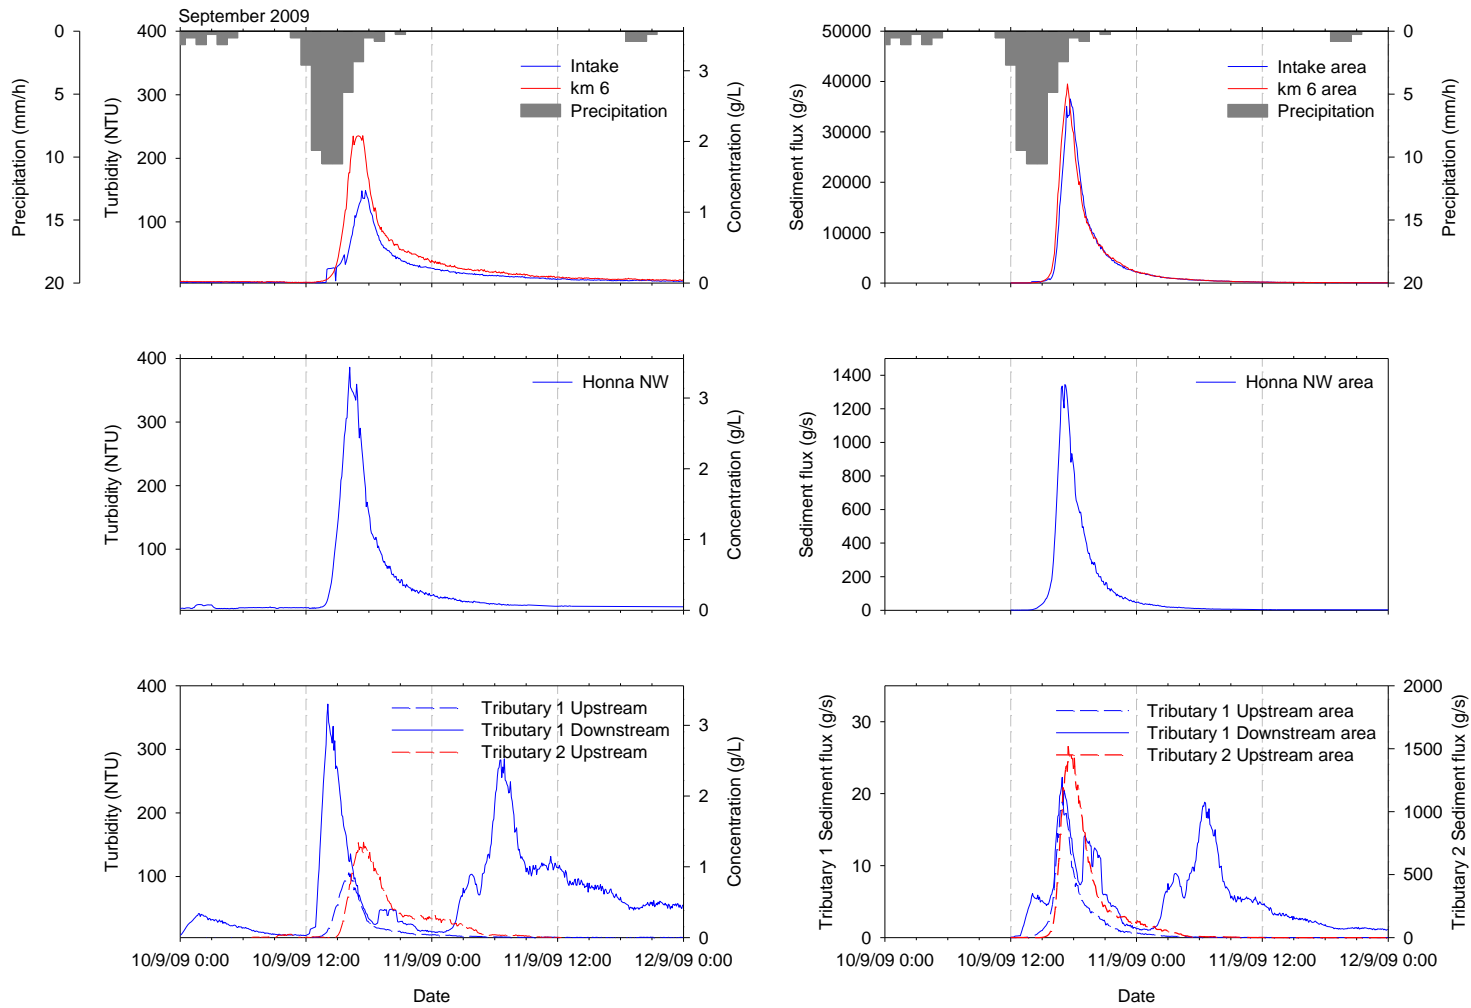 September 2009
Precipitation (mm/h)
0
5
10
15
20
Turbidity (NTU)
400
300
200
100
Intake
km 6
Precipitation
Concentration (g/L)
3
2
1
0
Sediment flux (g/s)
50000
40000
30000
20000
10000
0
Intake area
km 6 area
Precipitation
Precipitation (mm/h)
0
5
10
15
20
Turbidity (NTU)
400
300
200
100
Honna NW
Concentration (g/L)
3
2
1
0
Sediment flux (g/s)
1400
1200
1000
800
600
400
200
0
Honna NW area
Turbidity (NTU)
400
300
200
100
Tributary 1 Upstream
Tributary 1 Downstream
Tributary 2 Upstream
Concentration (g/L)
3
2
1
0
10/9/09 0:00
10/9/09 12:00
11/9/09 0:00
11/9/09 12:00
12/9/09 0:00
Date
Tributary 1 Sediment flux (g/s)
30
20
10
0
Tributary 1 Upstream area
Tributary 1 Downstream area
Tributary 2 Upstream area
Tributary 2 Sediment flux (g/s)
2000
1500
1000
500
0
10/9/09 0:00
10/9/09 12:00
11/9/09 0:00
11/9/09 12:00
12/9/09 0:00
Date